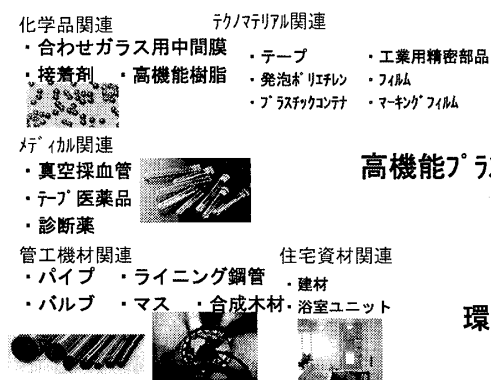 化学品関連
・合わせガラス用中間膜
・接着剤 ・高機能樹脂
ﾃｸﾉﾏﾃﾘｱﾙ関連
・テープ ・工業用精密部品
・発泡ﾎﾟﾘｴﾁﾚﾝ ・ﾌｨﾙﾑ
・ﾌﾟﾗｽﾁｯｸｺﾝﾃﾅ ・ﾏｰｷﾝｸﾞﾌｨﾙﾑ
ﾒﾃﾞｨｶﾙ関連
・真空採血管
・ﾃｰﾌﾟ医薬品
・診断薬
高機能ﾌﾟﾗ
管工機材関連
・パイプ ・ライニング鋼管
・バルブ ・マス ・合成木材
住宅資材関連
・建材
・浴室ユニット
環